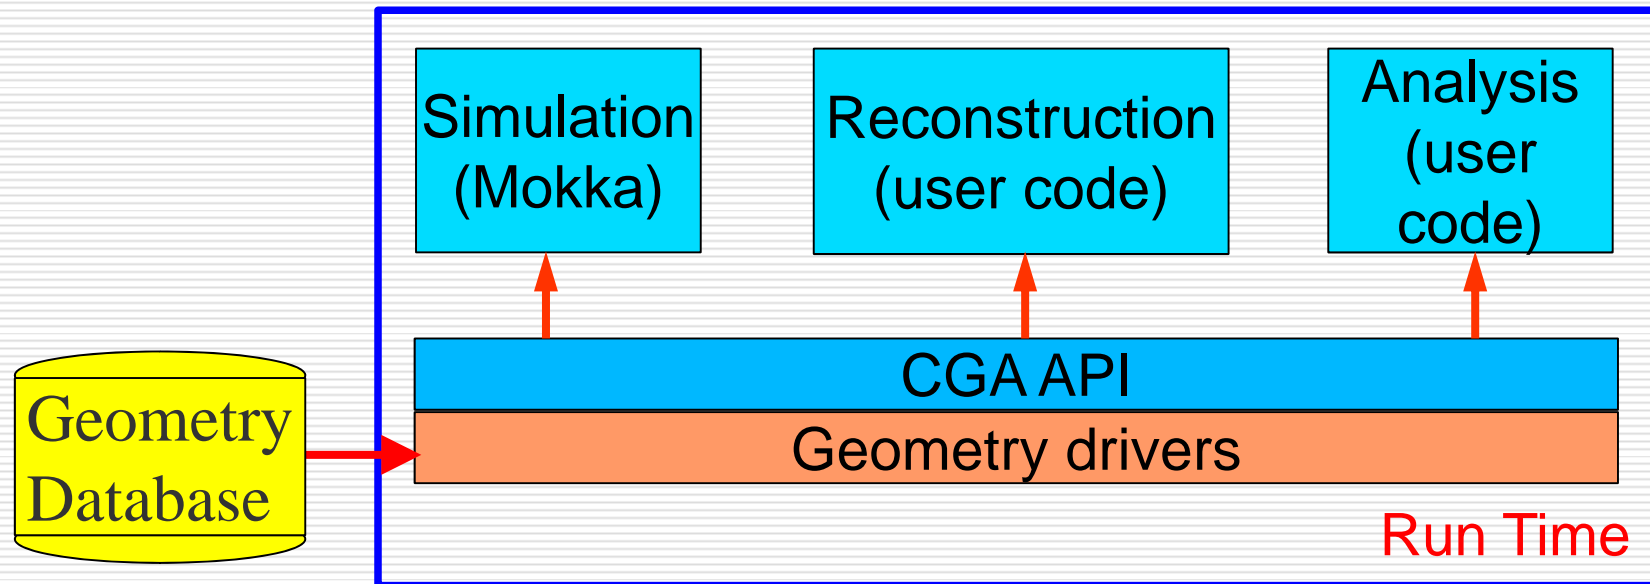 Simulation
(Mokka)
Reconstruction
(user code)
Analysis
(user
code)
CGA API
Geometry drivers
Geometry
Database
Run Time